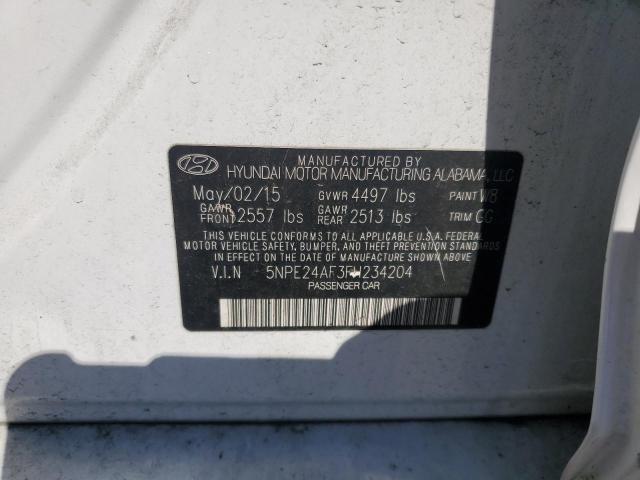 MANUFACTURED BY
HYUNDAI MOTOR MANUFACTURING ALABAMA, LLC
May/02/15 GVWR 4497 lbs PAINT W8
GAWR FRONT 2557 lbs GAWR REAR 2513 lbs TRIM GG
THIS VEHICLE CONFORMS TO ALL APPLICABLE U.S.A. FEDERAL
MOTOR VEHICLE SAFETY, BUMPER, AND THEFT PREVENTION
STANDARDS IN EFFECT ON THE DATE OF MANUFACTURE SHOWN ABOVE
V.I.N 5NPE24AF3FH234204
PASSENGER CAR